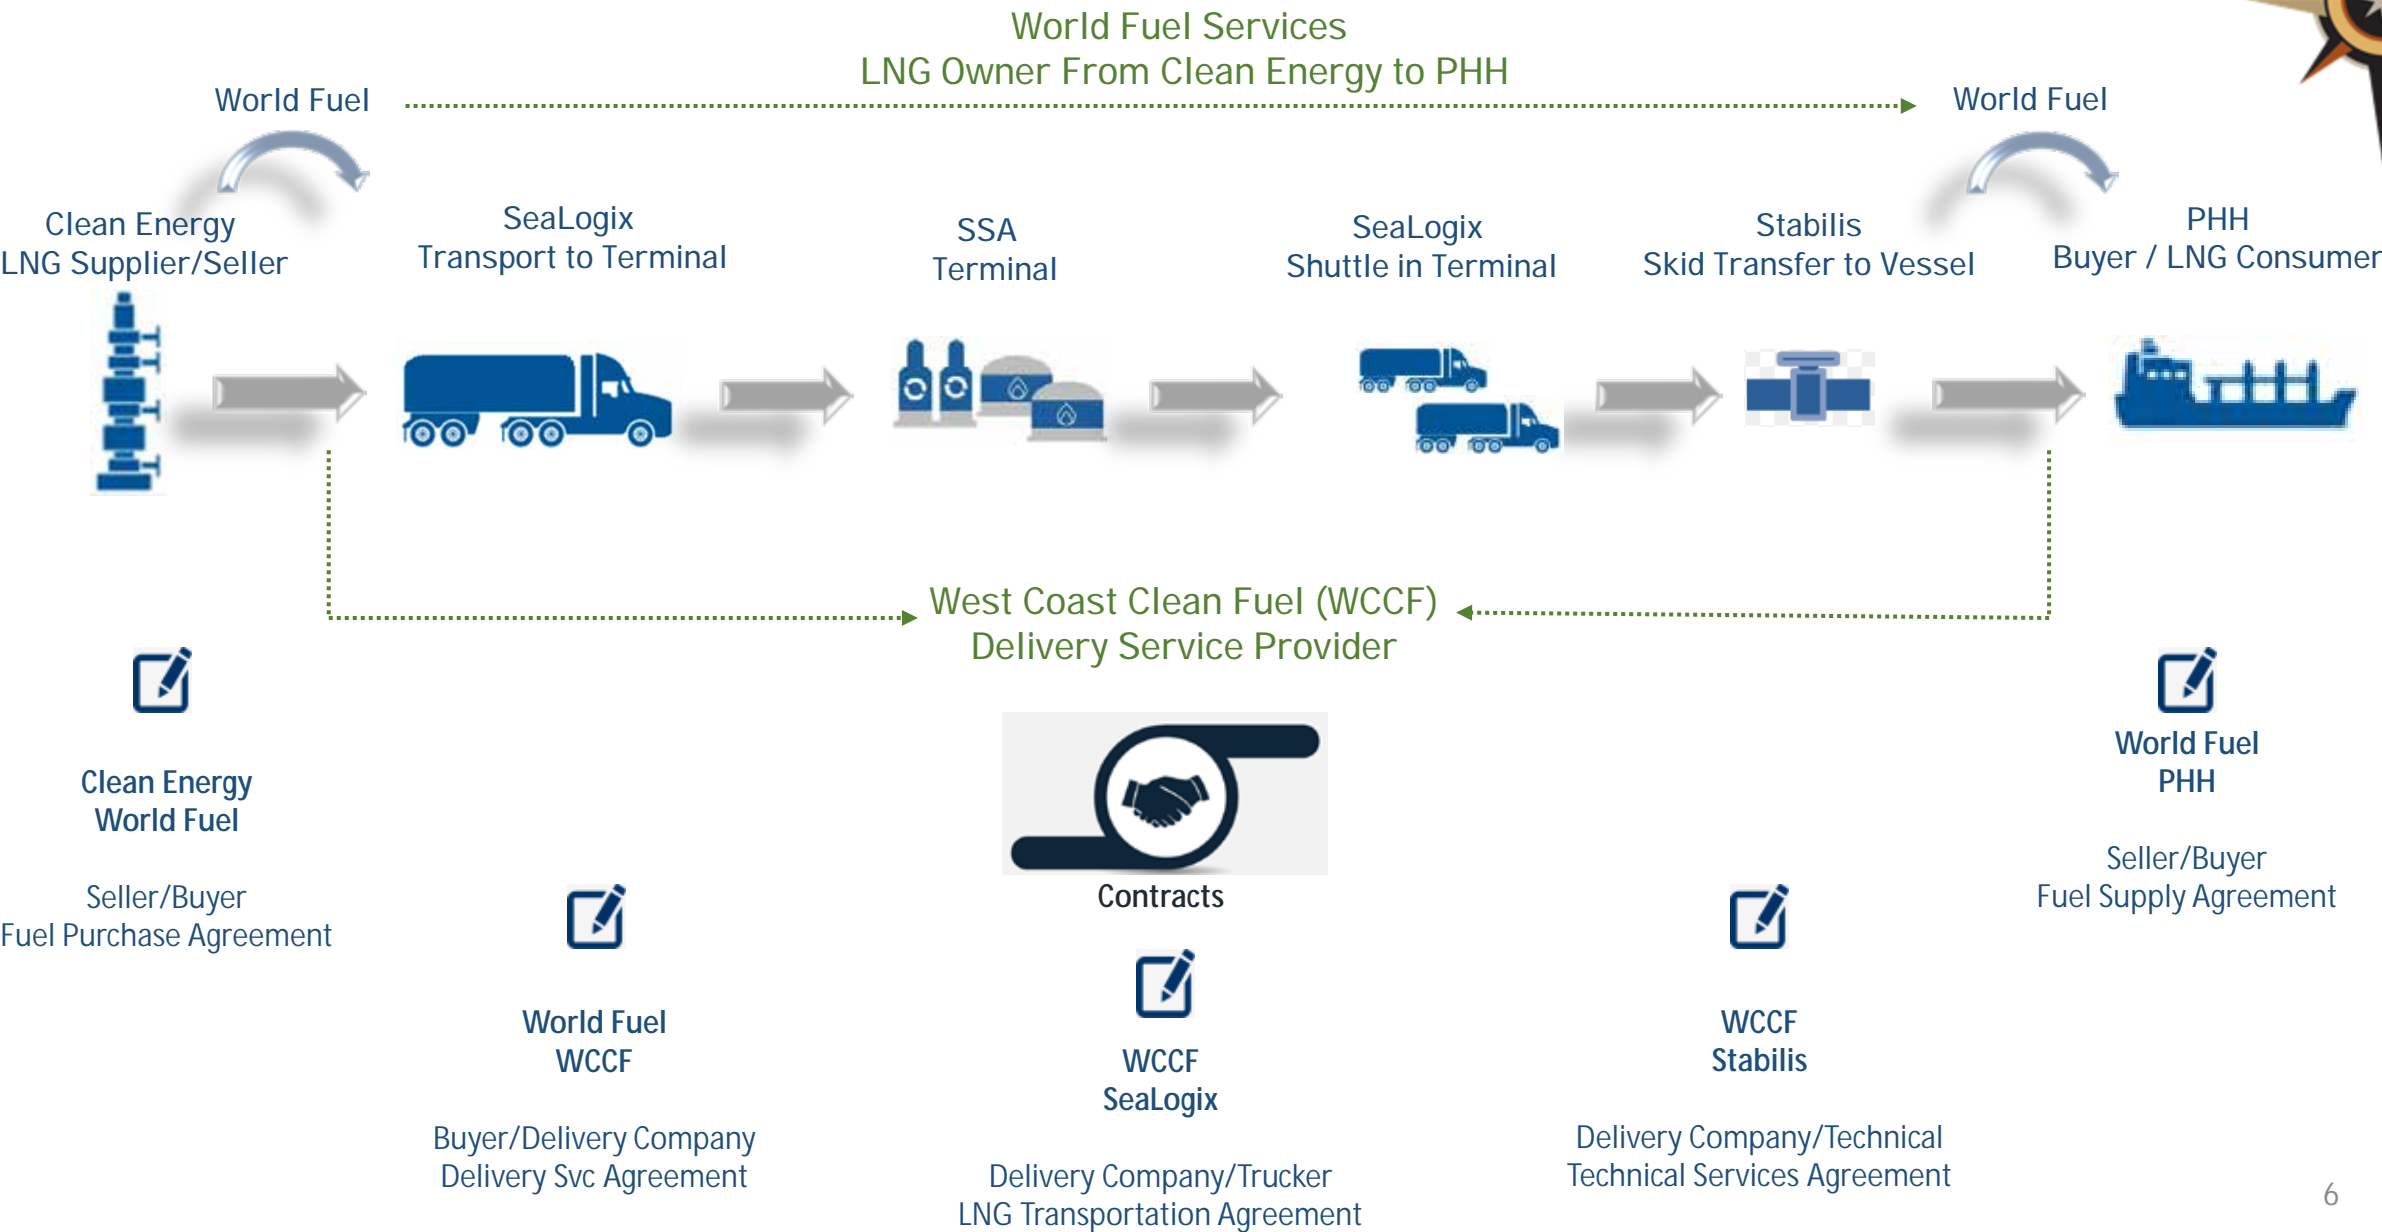 World Fuel Services
LNG Owner From Clean Energy to PHH
World Fuel
World Fuel
Clean Energy
LNG Supplier/Seller
SeaLogix
Transport to Terminal
SSA
Terminal
SeaLogix
Shuttle in Terminal
Stabilis
Skid Transfer to Vessel
PHH
Buyer / LNG Consumer
West Coast Clean Fuel (WCCF)
Delivery Service Provider
Clean Energy
World Fuel
Seller/Buyer
Fuel Purchase Agreement
World Fuel
WCCF
Buyer/Delivery Company
Delivery Svc Agreement
Contracts
WCCF
SeaLogix
Delivery Company/Trucker
LNG Transportation Agreement
WCCF
Stabilis
Delivery Company/Technical
Technical Services Agreement
World Fuel
PHH
Seller/Buyer
Fuel Supply Agreement
6